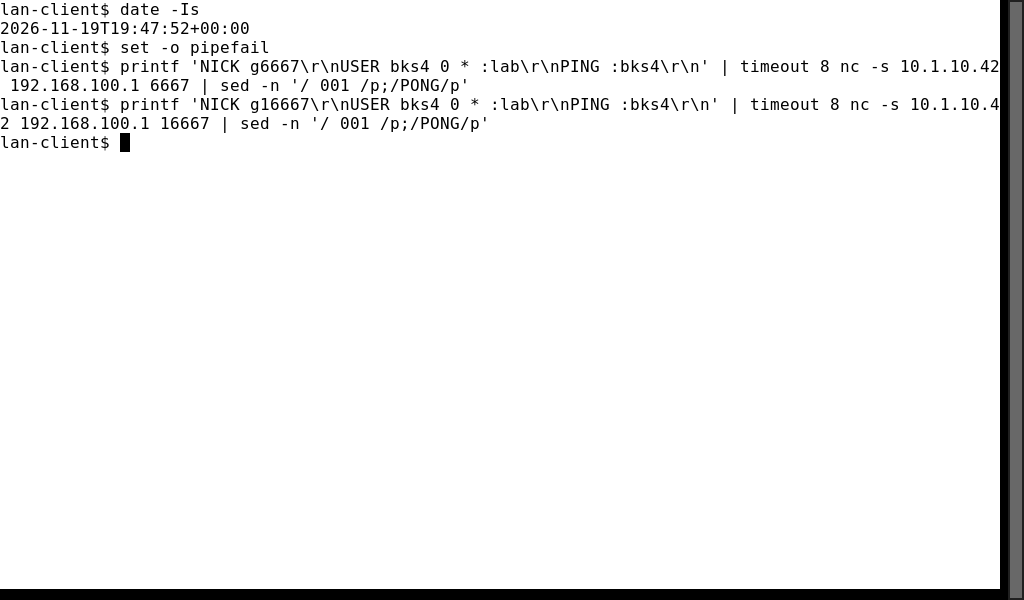 lan-client$ date -Is
2026-11-19T19:47:52+00:00
lan-client$ set -o pipefail
lan-client$ printf 'NICK g6667\r\nUSER bks4 0 * :lab\r\nPING :bks4\r\n' | timeout 8 nc -s 10.1.10.42
 192.168.100.1 6667 | sed -n '/ 001 /p;/PONG/p'
lan-client$ printf 'NICK g16667\r\nUSER bks4 0 * :lab\r\nPING :bks4\r\n' | timeout 8 nc -s 10.1.10.4
2 192.168.100.1 16667 | sed -n '/ 001 /p;/PONG/p'
lan-client$